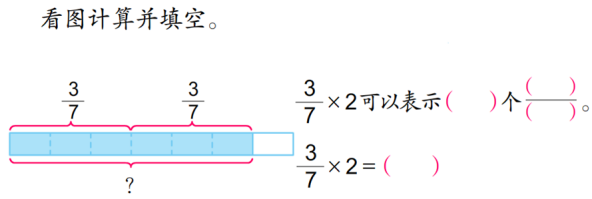 看图计算并填空。
3/7 3/7
?
3/7 × 2可以表示( )个( )/( )。
3/7 × 2 = ( )